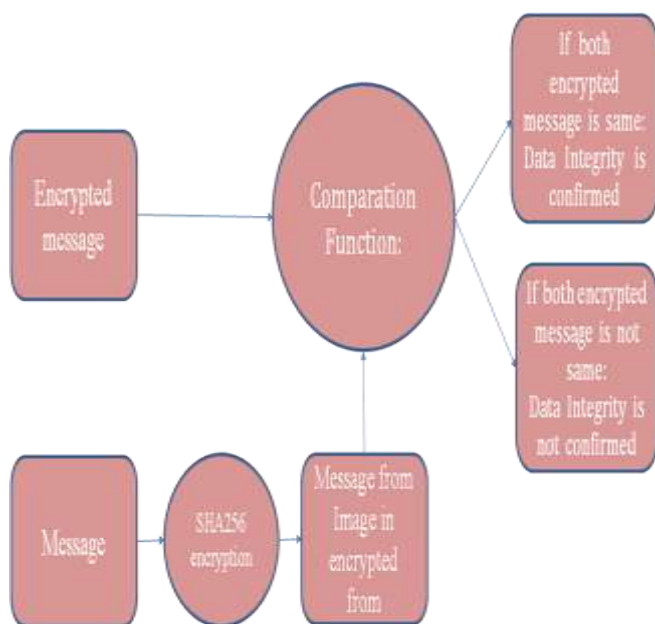 If both
encrypted
message is same:
Data Integrity is
confirmed
Encrypted
message
Comparation
Function:
If both encrypted
message is not
same:
Data Integrity is
not confirmed
Message
SHA256
encryption
Message from
Image in
encrypted
from